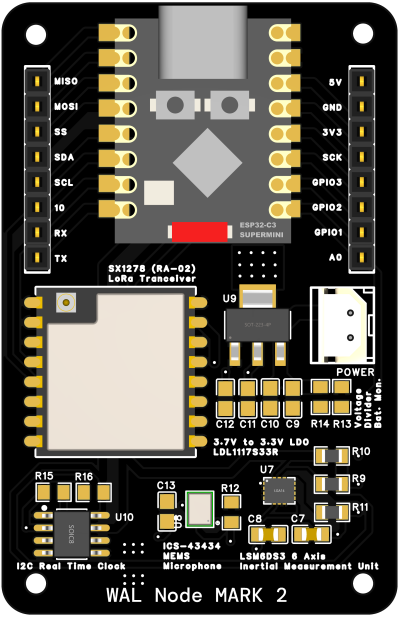 MISO
MOSI
SS
SDA
SCL
10
RX
TX
5V
GND
3V3
SCK
GPIO3
GPIO2
GPIO1
A0
ESP32-C3
SUPERMINI
SX1278 (RA-02)
LoRa Tranceiver
U9
POWER
C12
C11
C10
C9
R14
R13
Voltage
Divider
Bat. Mon.
3.7V to 3.3V LDO
LDL1117S33R
R10
R9
R11
R15
R16
U10
SOIC8
C13
R12
U7
C8
C7
ICS-43434
MEMS
Microphone
LSM6DS3 6 Axis
Inertial Measurement Unit
I2C Real Time Clock
WAL Node MARK 2